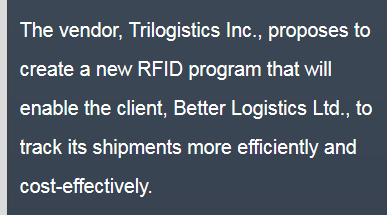 The vendor, Trilogistics Inc., proposes to
create a new RFID program that will
enable the client, Better Logistics Ltd., to
track its shipments more efficiently and
cost-effectively.